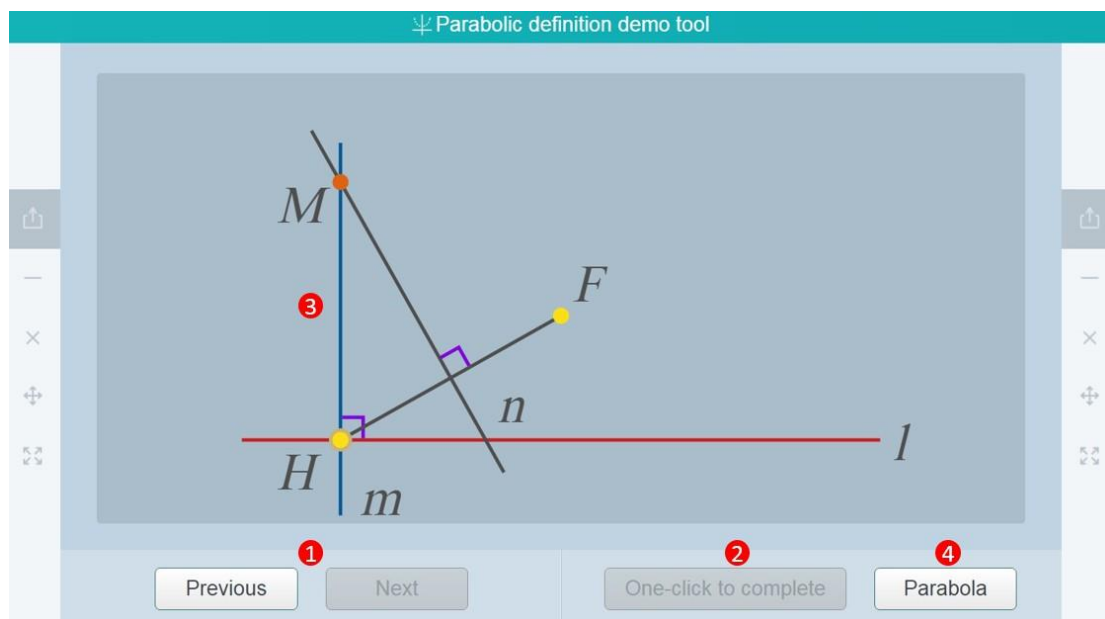 Parabolic definition demo tool
M
3
F
n
l
H
m
1
2
4
Previous
Next
One-click to complete
Parabola